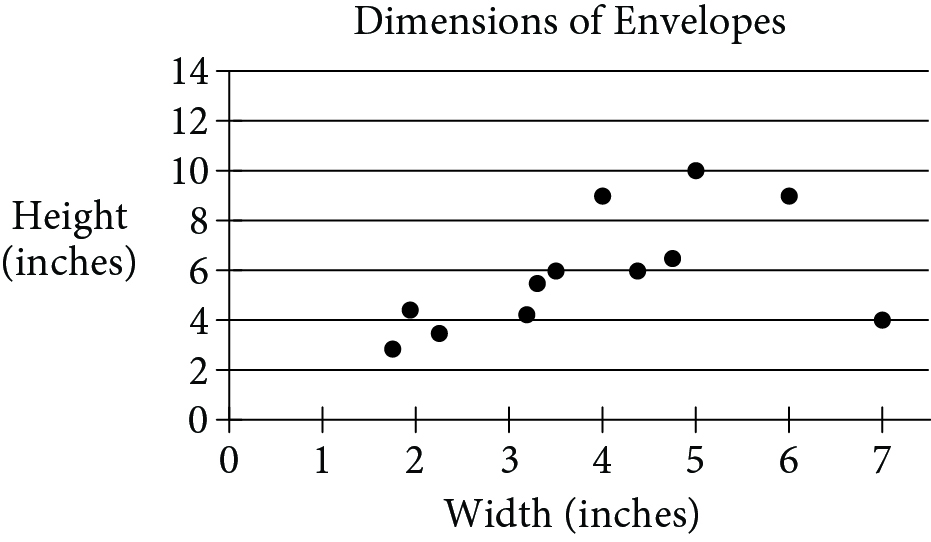 Dimensions of Envelopes
14
12
10
8
6
4
2
0
Height
(inches)
0 1 2 3 4 5 6 7
Width (inches)